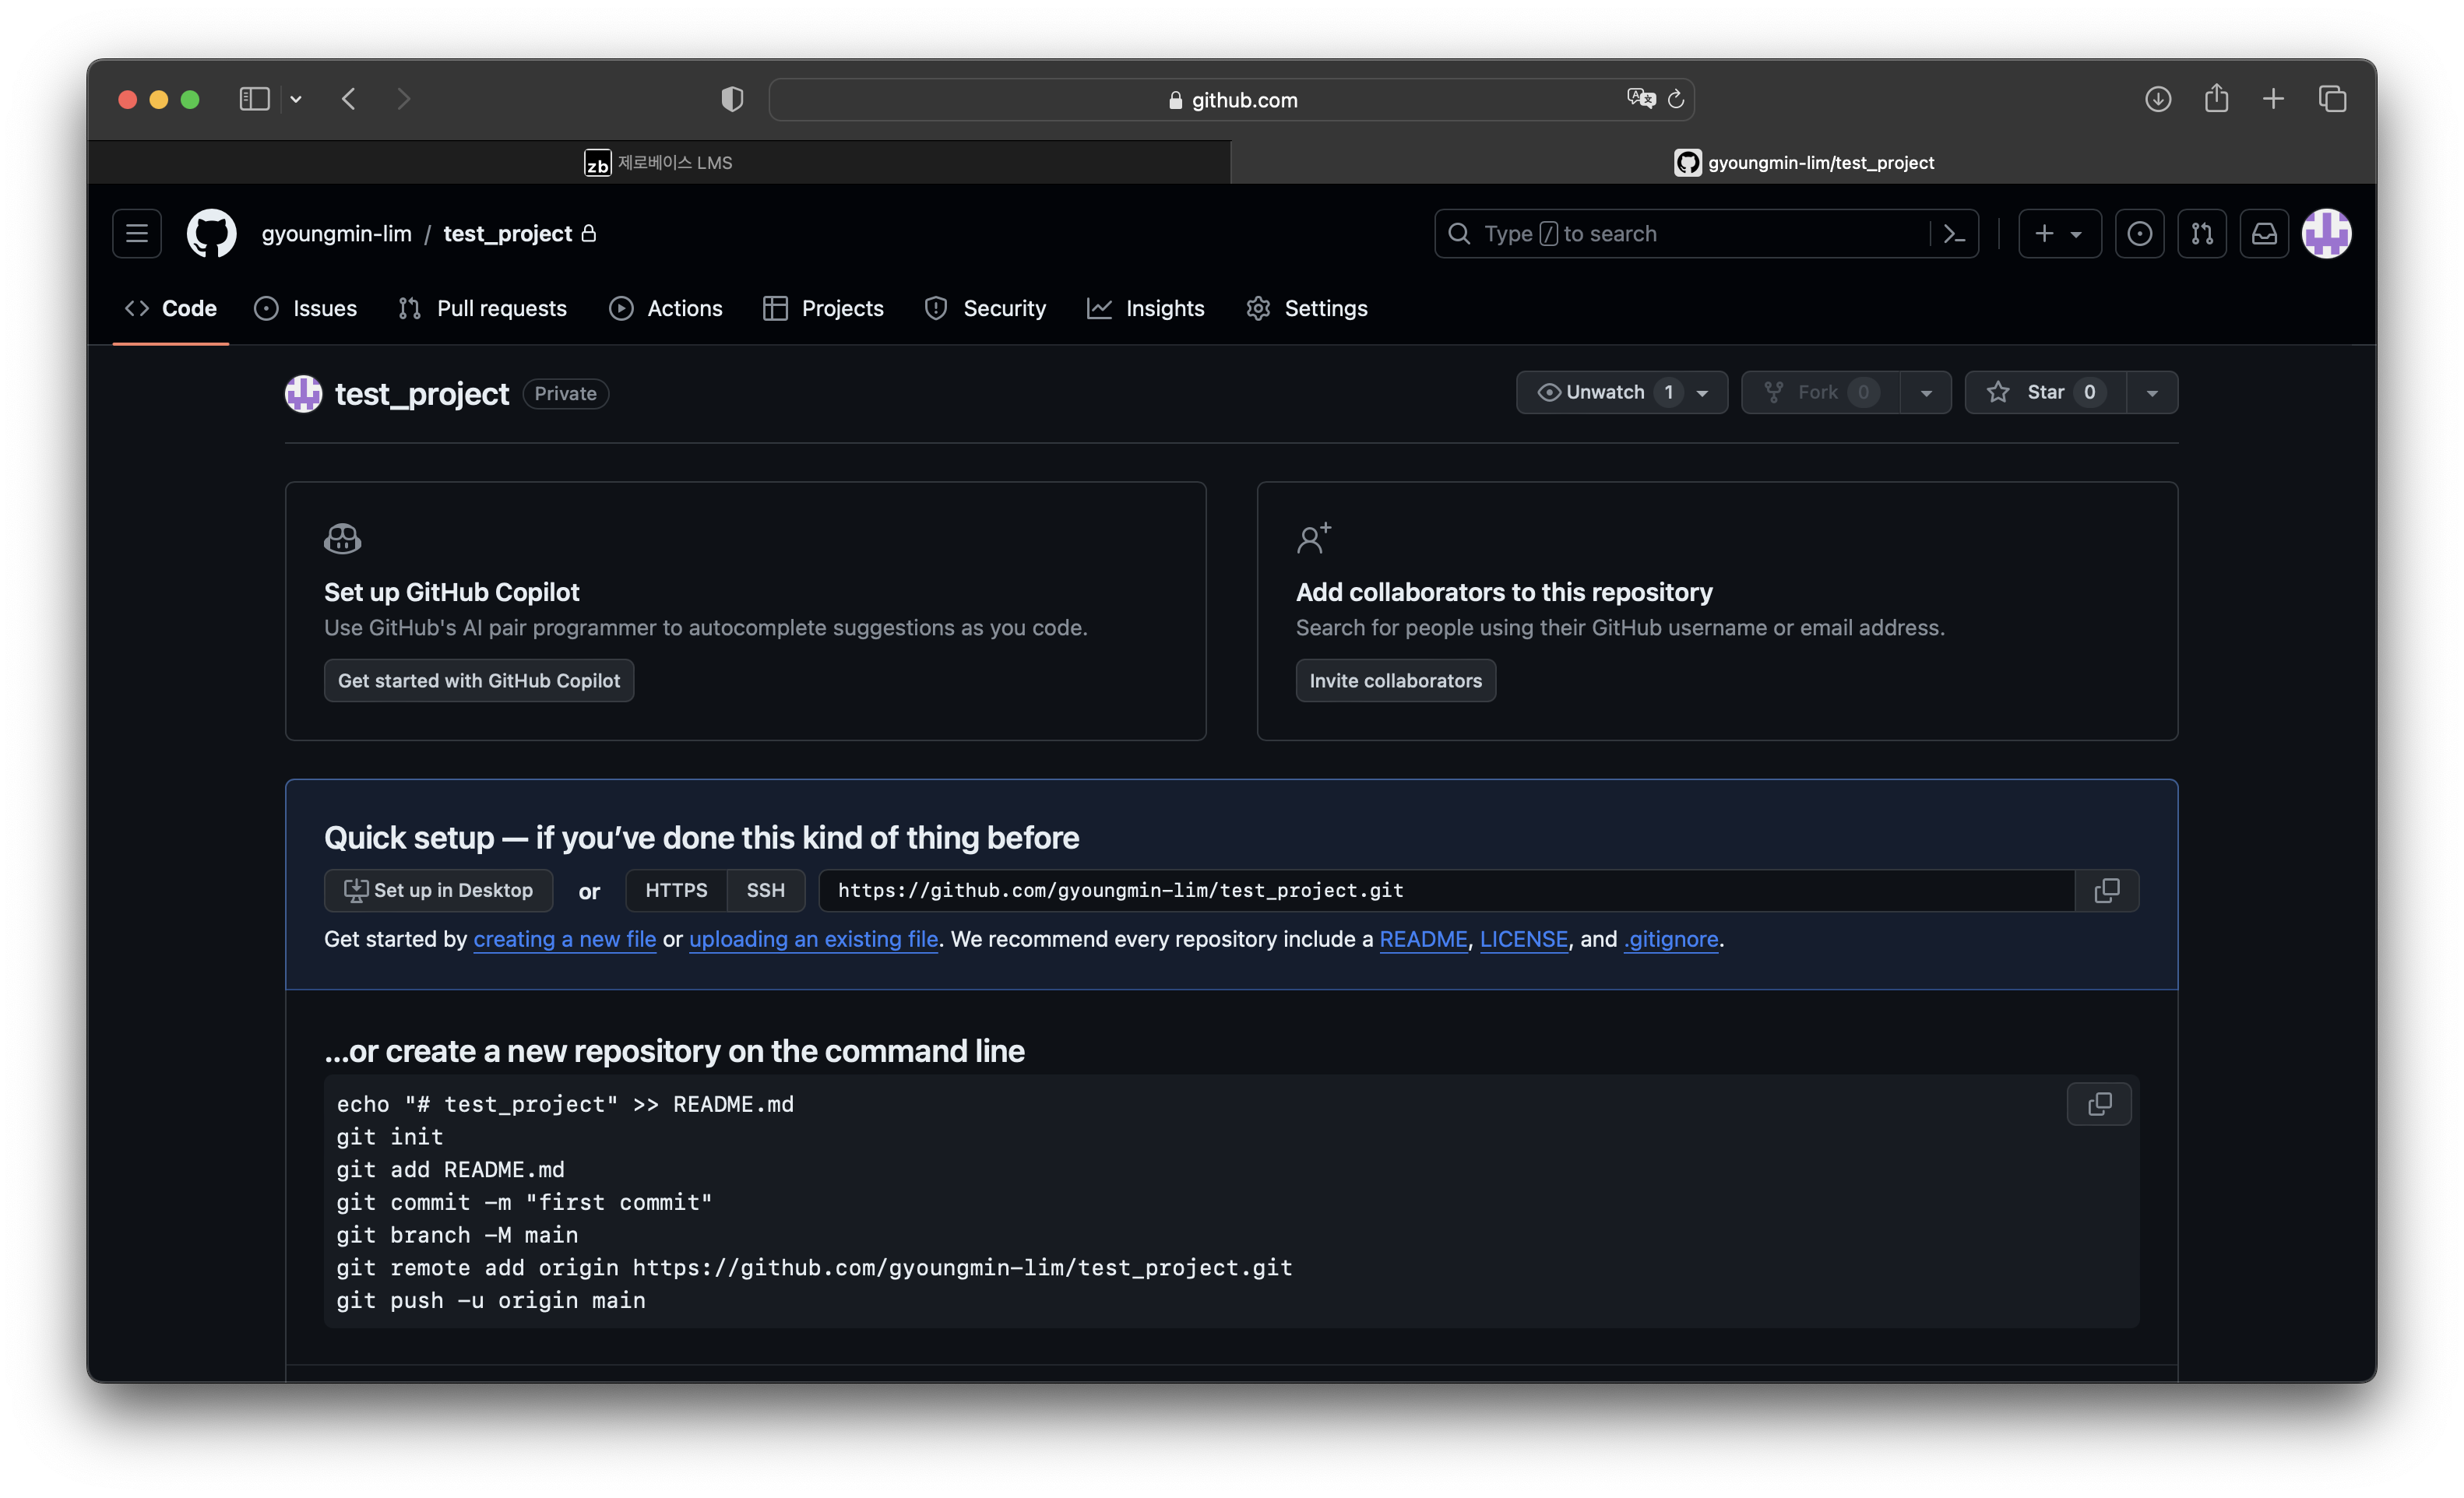 github.com
zb 제로베이스 LMS
gyoungmin-lim/test_project
gyoungmin-lim / test_project
Type / to search
Code Issues Pull requests Actions Projects Security Insights Settings
test_project Private
Unwatch 1 Fork 0 Star 0
Set up GitHub Copilot
Use GitHub's AI pair programmer to autocomplete suggestions as you code.
Get started with GitHub Copilot
Add collaborators to this repository
Search for people using their GitHub username or email address.
Invite collaborators
Quick setup — if you’ve done this kind of thing before
Set up in Desktop or HTTPS SSH https://github.com/gyoungmin-lim/test_project.git
Get started by creating a new file or uploading an existing file. We recommend every repository include a README, LICENSE, and .gitignore.
…or create a new repository on the command line
echo "# test_project" >> README.md
git init
git add README.md
git commit -m "first commit"
git branch -M main
git remote add origin https://github.com/gyoungmin-lim/test_project.git
git push -u origin main